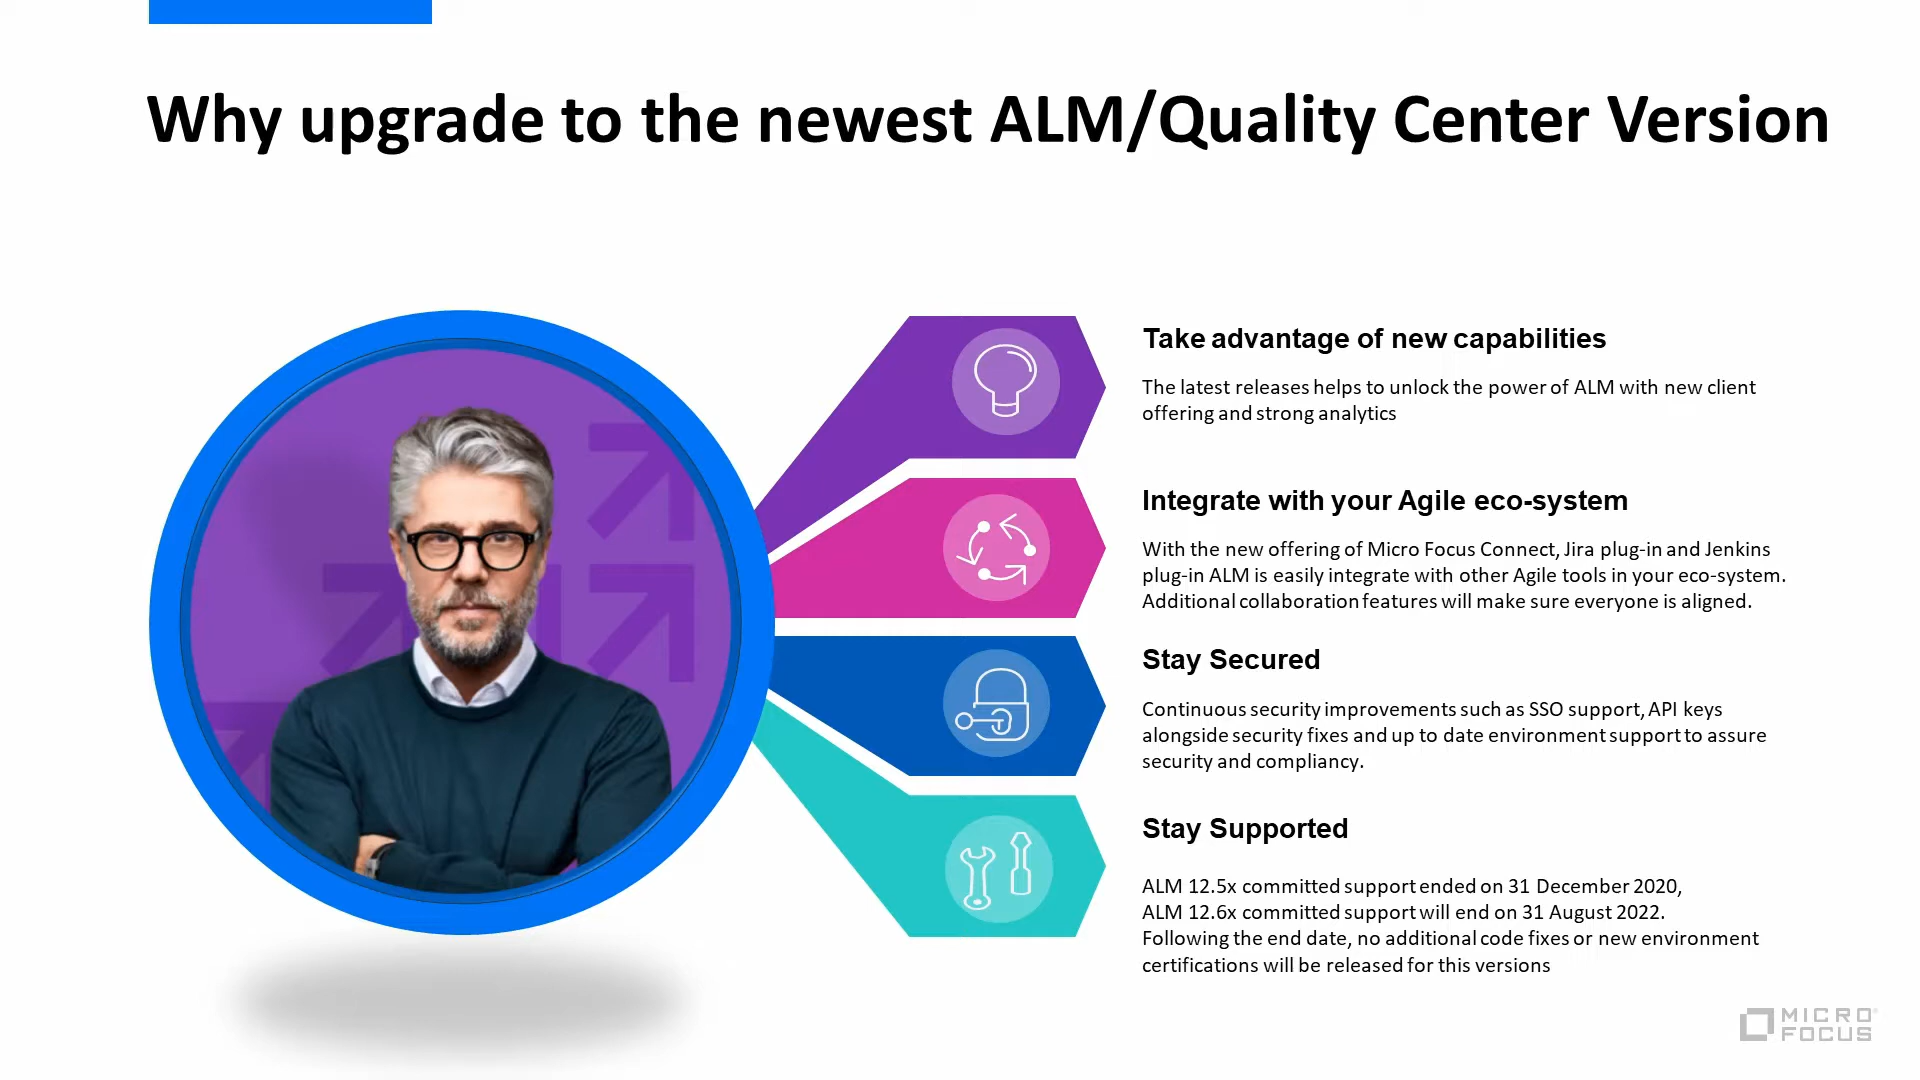 Why upgrade to the newest ALM/Quality Center Version
Take advantage of new capabilities
The latest releases helps to unlock the power of ALM with new client
offering and strong analytics
Integrate with your Agile eco-system
With the new offering of Micro Focus Connect, Jira plug-in and Jenkins
plug-in ALM is easily integrate with other Agile tools in your eco-system.
Additional collaboration features will make sure everyone is aligned.
Stay Secured
Continuous security improvements such as SSO support, API keys
alongside security fixes and up to date environment support to assure
security and compliancy.
Stay Supported
ALM 12.5x committed support ended on 31 December 2020,
ALM 12.6x committed support will end on 31 August 2022.
Following the end date, no additional code fixes or new environment
certifications will be released for this versions
MICRO
FOCUS